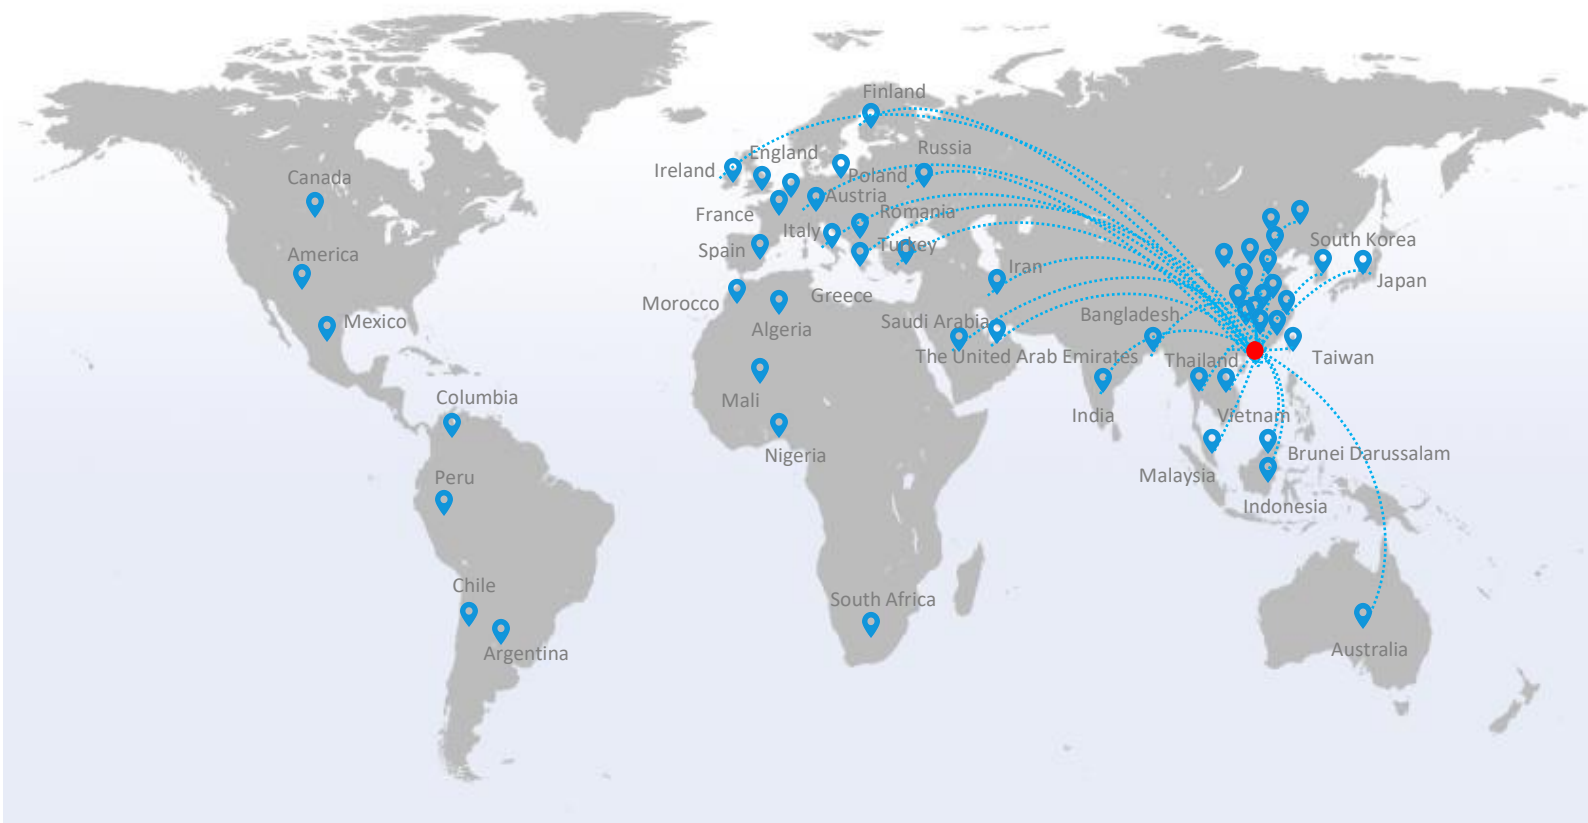 Finland
England
Russia
Ireland
Poland
Canada
Austria
France
Romania
Italy
South Korea
Spain
Turkey
America
Iran
Japan
Morocco
Greece
Bangladesh
Mexico
Algeria
Saudi Arabia
The United Arab Emirates
Thailand
Taiwan
Columbia
Mali
India
Vietnam
Nigeria
Brunei Darussalam
Peru
Malaysia
Indonesia
Chile
South Africa
Argentina
Australia